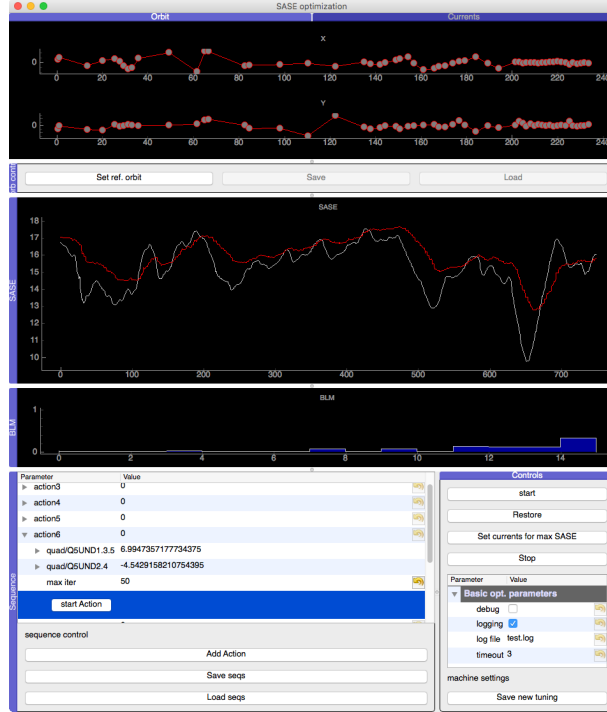 SASE optimization
Orbit Currents
X
0
0 20 40 60 80 100 120 140 160 180 200 220 240
Y
0
0 20 40 60 80 100 120 140 160 180 200 220 240
Set ref. orbit Save Load
SASE
SASE
18
17
16
15
14
13
12
11
10
0 100 200 300 400 500 600 700
BLM
BLM
1
0
0 2 4 6 8 10 12 14
Sequence
Parameter Value
action3 0
action4 0
action5 0
action6 0
quad/Q5UND1.3.5 6.9947357177734375
quad/Q5UND2.4 -4.5429158210754395
max iter 50
start Action
sequence control
Add Action
Save seqs
Load seqs
Controls
start
Restore
Set currents for max SASE
Stop
Parameter Value
Basic opt. parameters
debug
logging
log file test.log
timeout 3
machine settings
Save new tuning